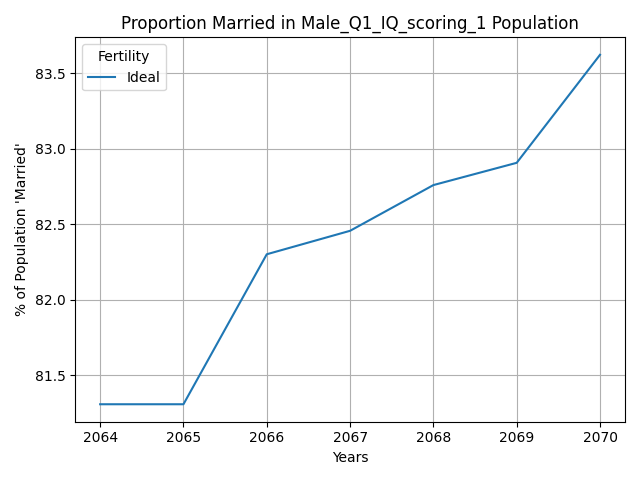 Proportion Married in Male_Q1_IQ_scoring_1 Population
Fertility
Ideal
83.5
83.0
82.5
82.0
81.5
% of Population 'Married'
2064 2065 2066 2067 2068 2069 2070
Years